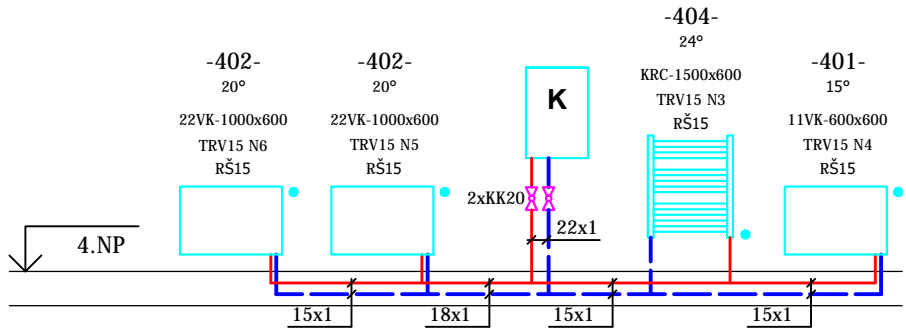 -402-
20°
22VK-1000x600
TRV15 N6
RŠ15
-402-
20°
22VK-1000x600
TRV15 N5
RŠ15
K
2xKK20
22x1
-404-
24°
KRC-1500x600
TRV15 N3
RŠ15
-401-
15°
11VK-600x600
TRV15 N4
RŠ15
4.NP
15x1
18x1
15x1
15x1